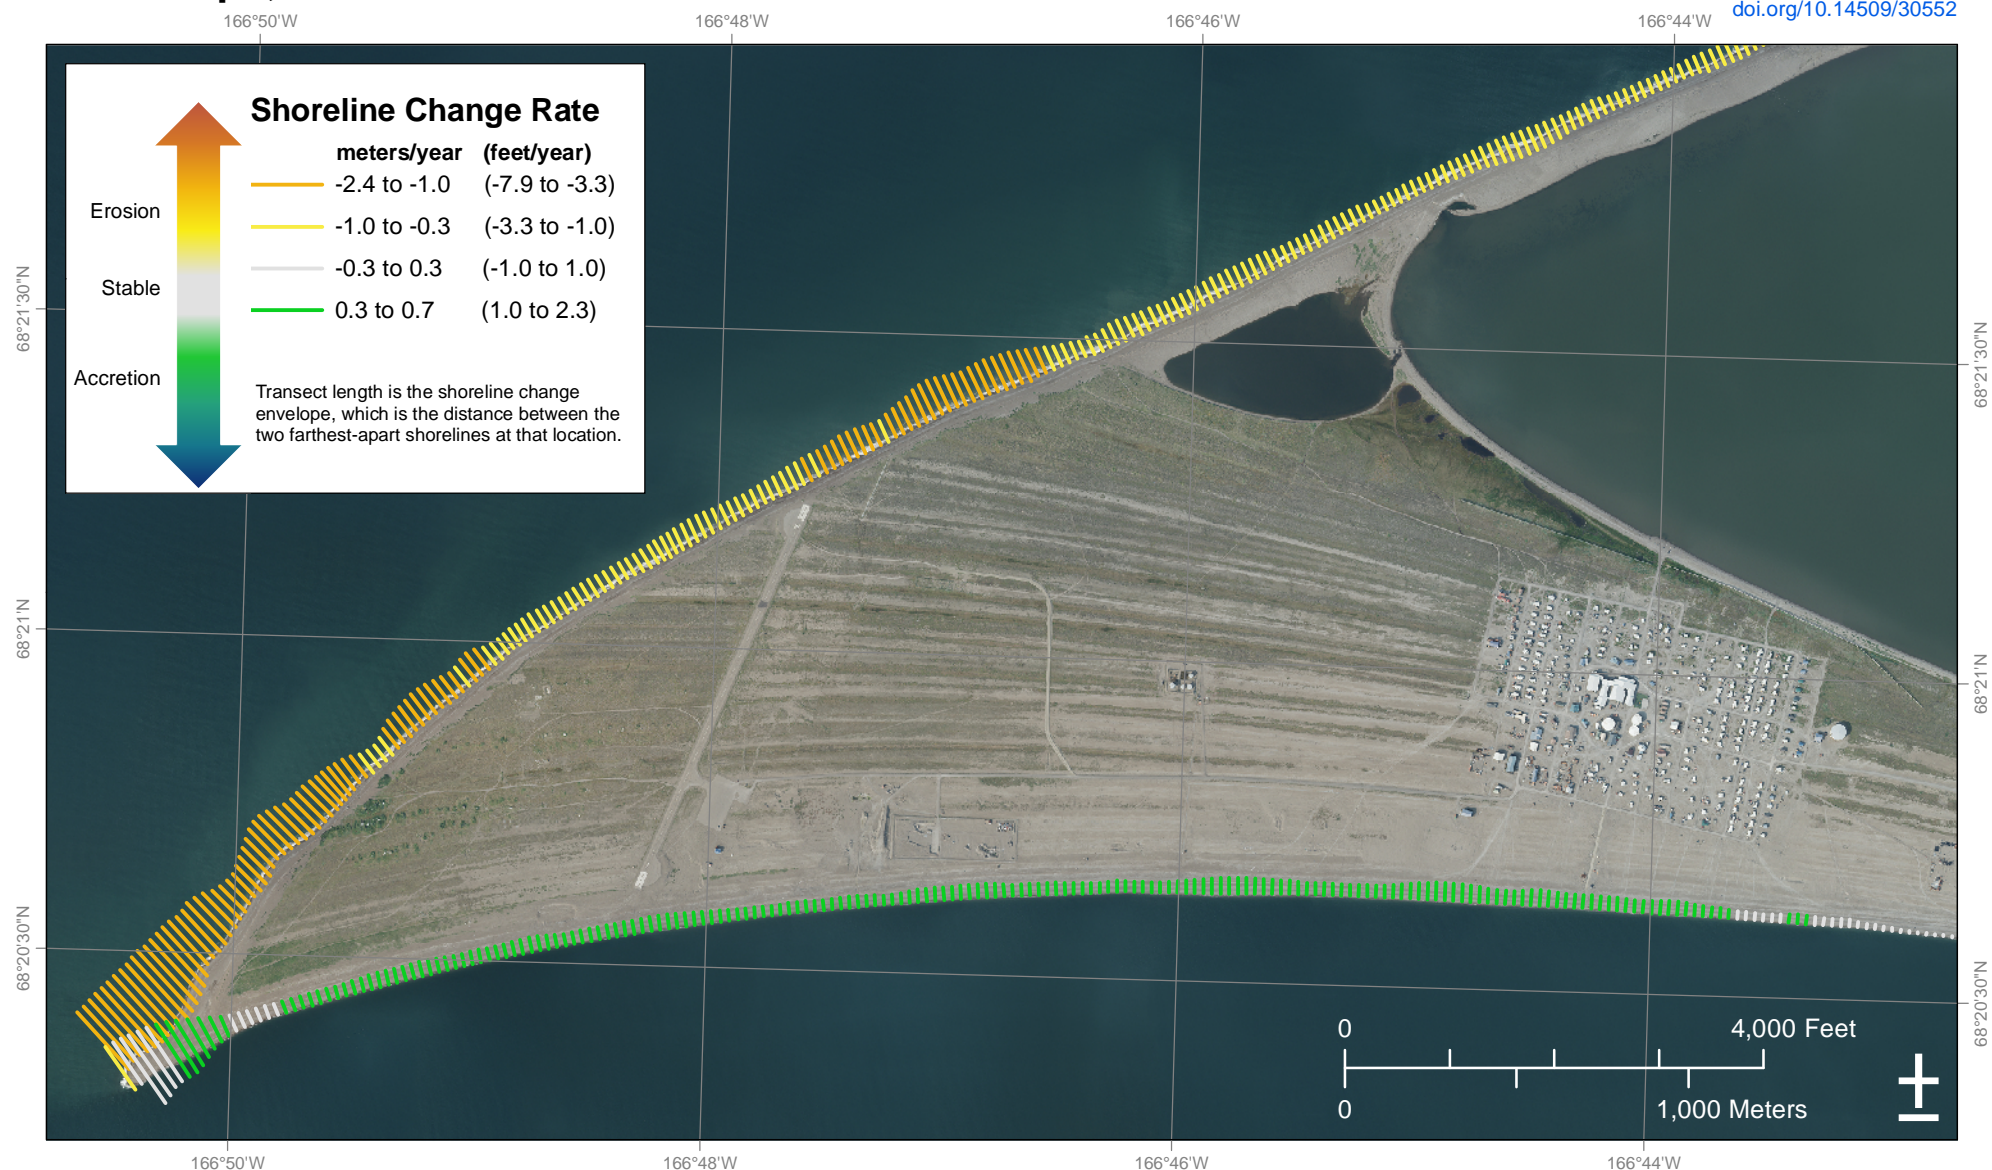 doi.org/10.14509/30552
166°50'W
166°48'W
166°46'W
166°44'W
Shoreline Change Rate
meters/year (feet/year)
-2.4 to -1.0 (-7.9 to -3.3)
-1.0 to -0.3 (-3.3 to -1.0)
-0.3 to 0.3 (-1.0 to 1.0)
0.3 to 0.7 (1.0 to 2.3)
Erosion
Stable
Accretion
Transect length is the shoreline change
envelope, which is the distance between the
two farthest-apart shorelines at that location.
68°21'30"N
68°21'N
68°20'30"N
68°21'30"N
68°21'N
68°20'30"N
0 4,000 Feet
0 1,000 Meters
166°50'W
166°48'W
166°46'W
166°44'W